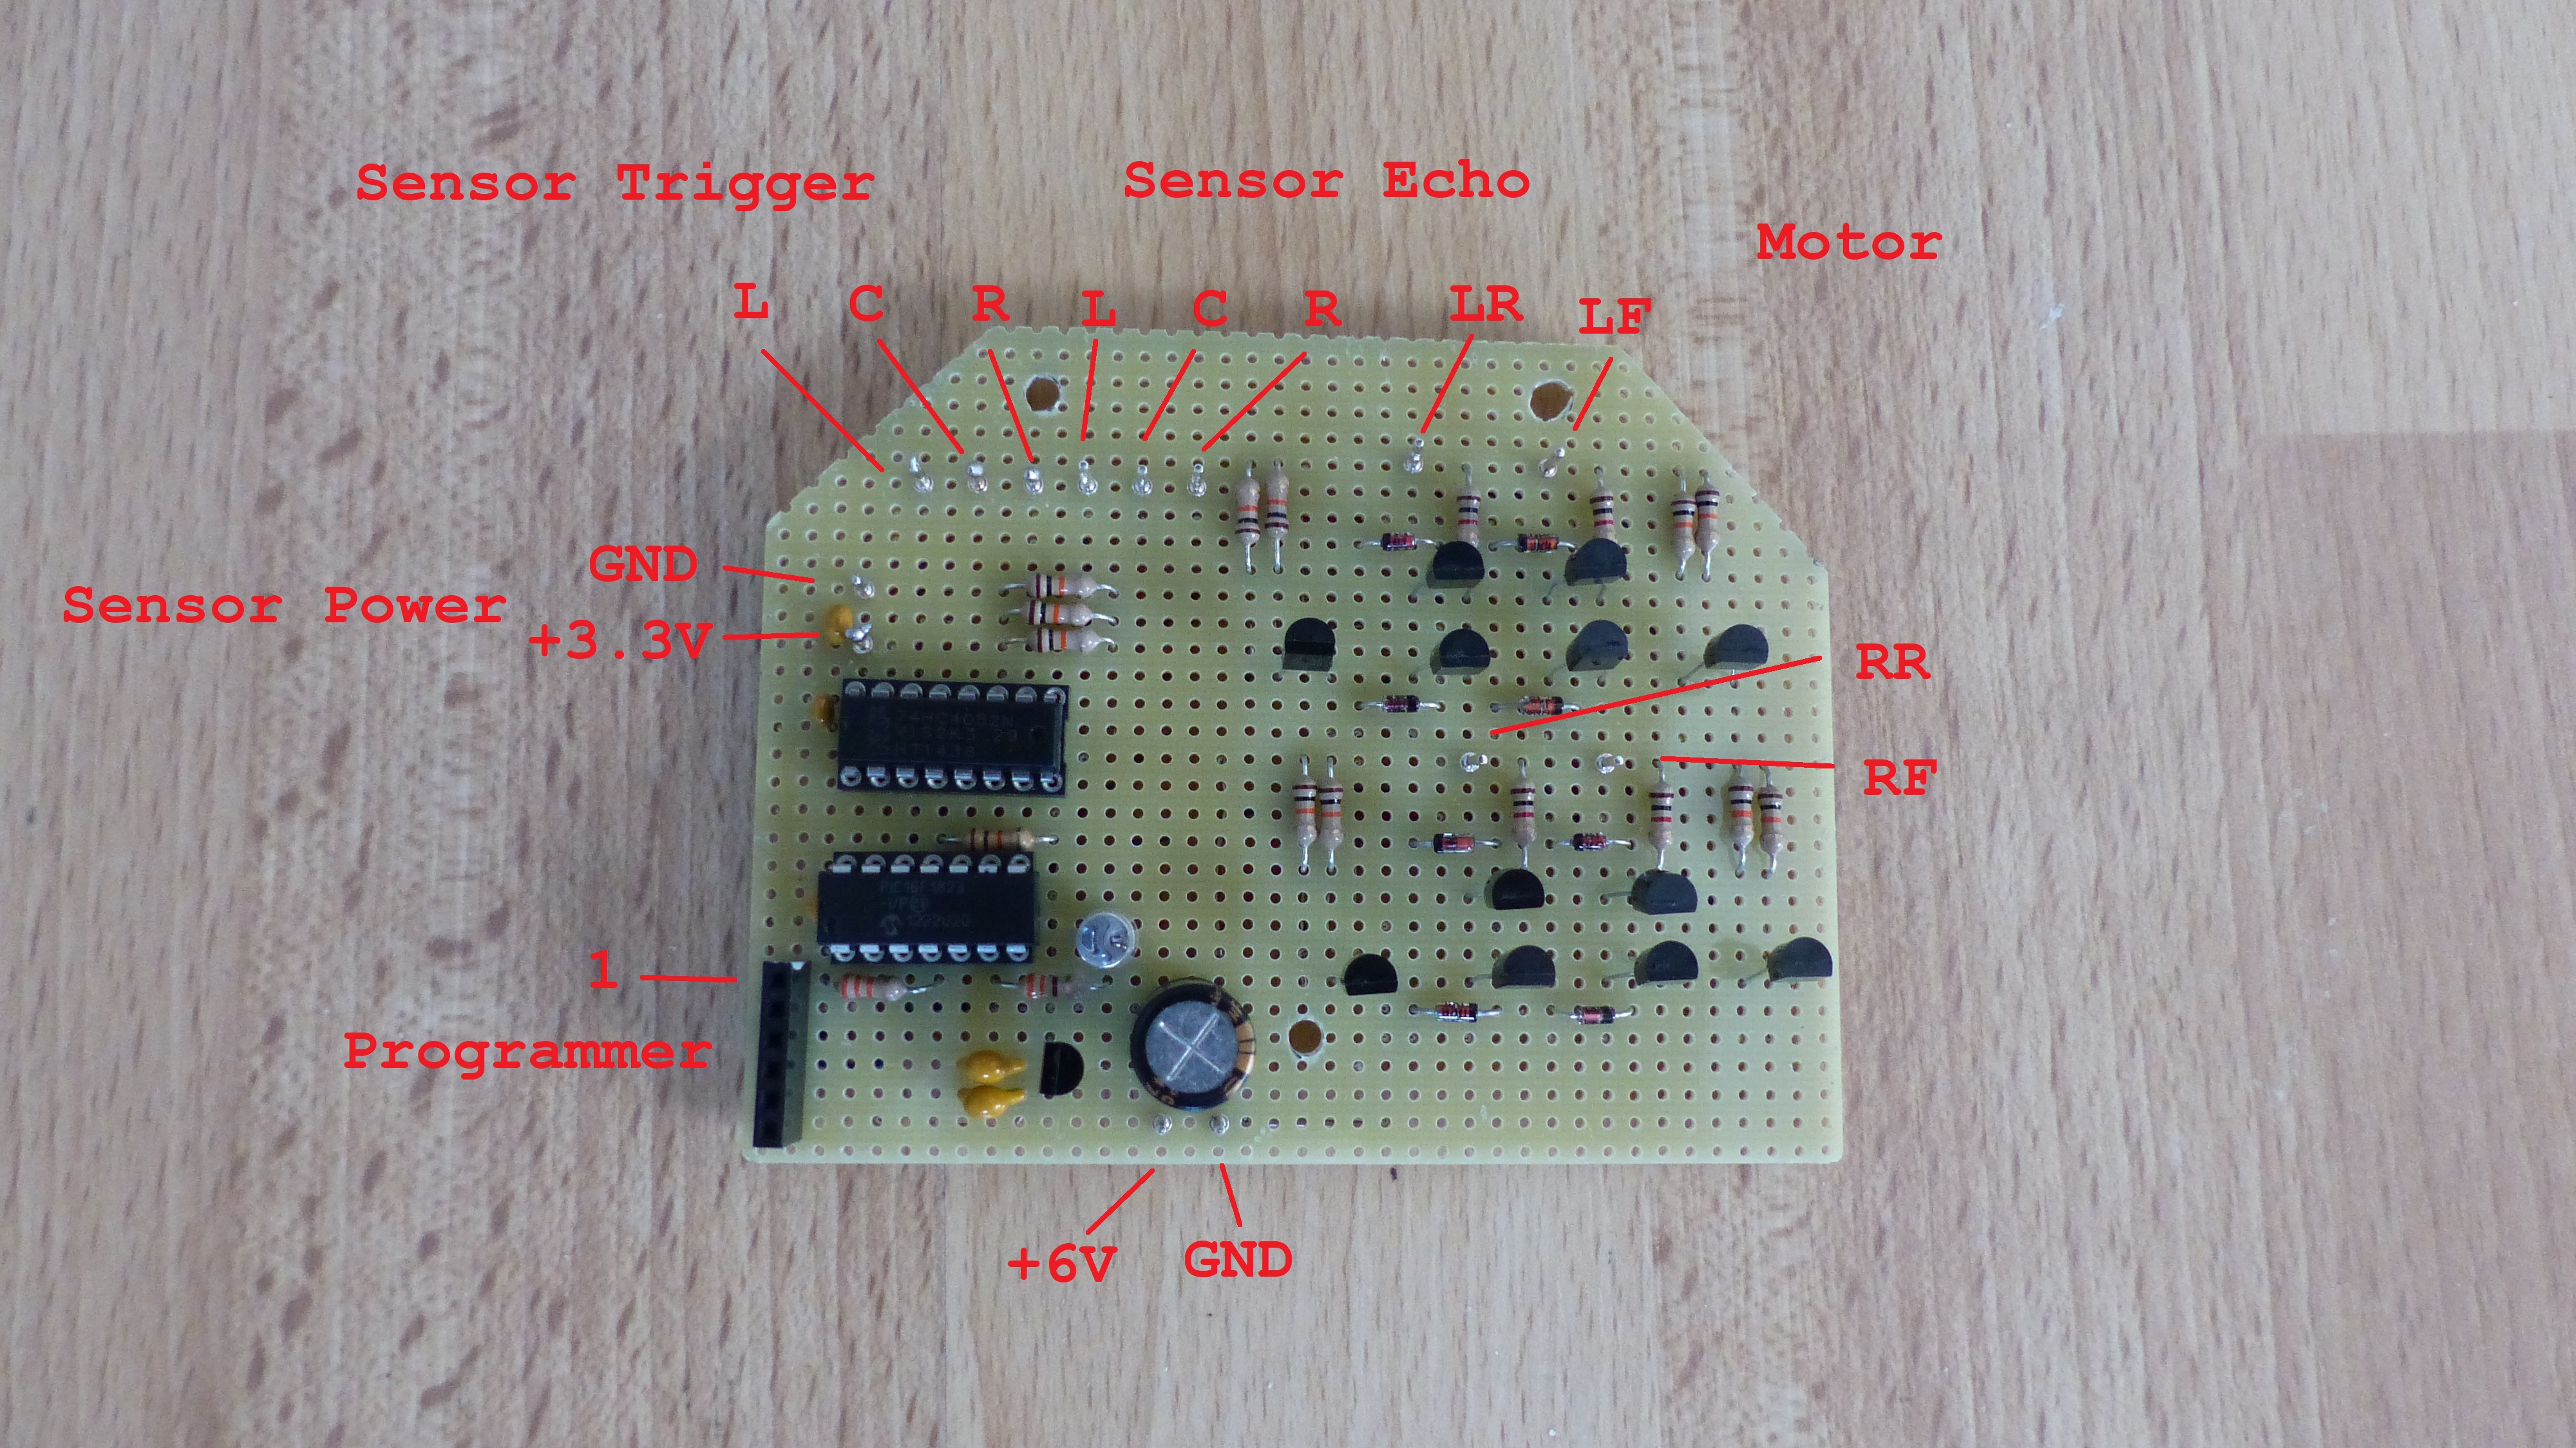 Sensor Trigger
Sensor Echo
Motor
L C R L C R LR LF
GND
Sensor Power
+3.3V
RR
RF
1
Programmer
+6V GND